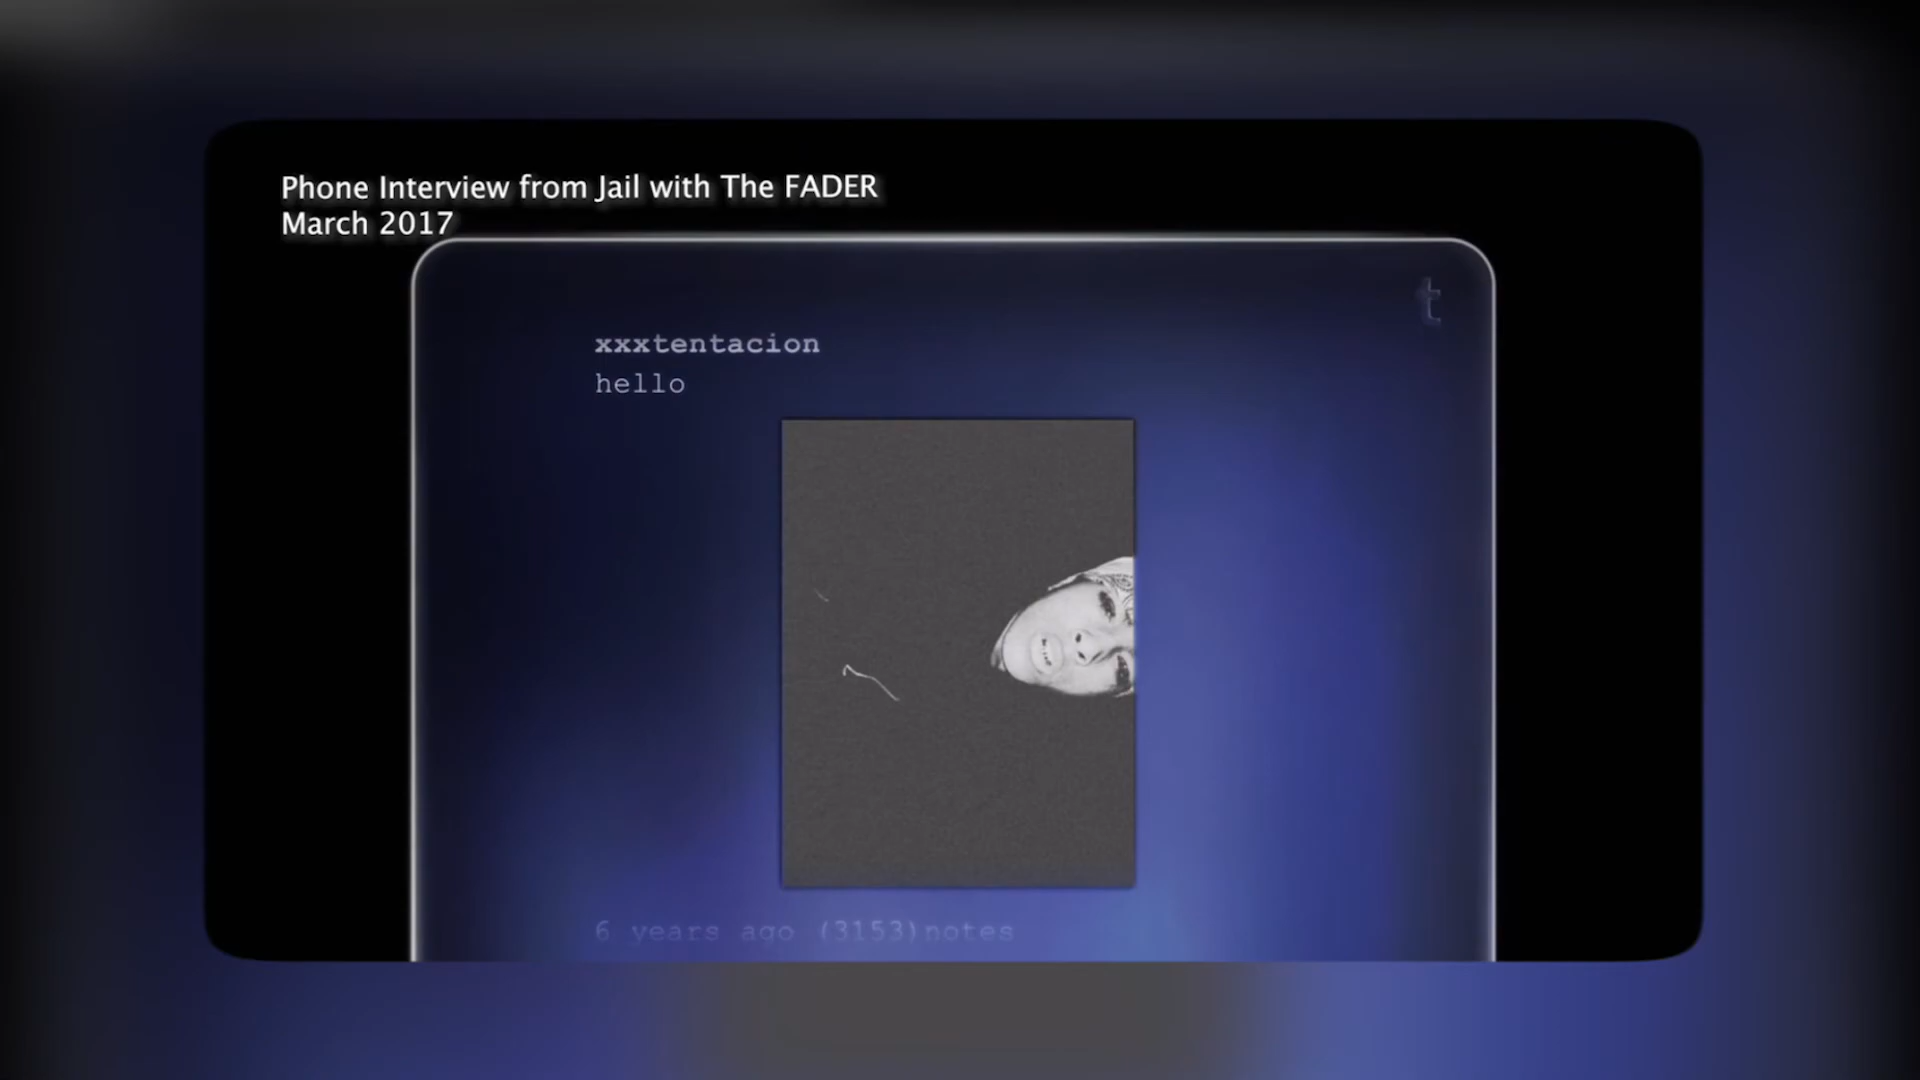 Phone Interview from Jail with The FADER
March 2017
t
xxxtentacion
hello
6 years ago (3153)notes